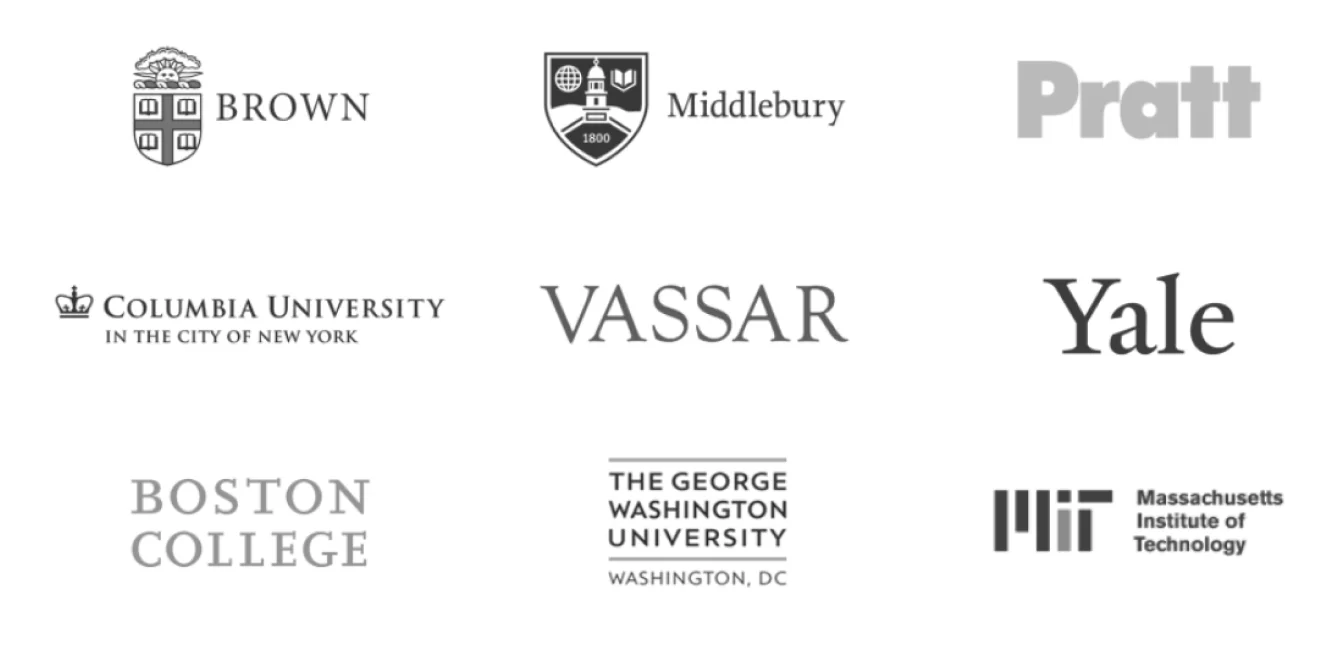 BROWN
1800
Middlebury
Pratt
COLUMBIA UNIVERSITY
IN THE CITY OF NEW YORK
VASSAR
Yale
BOSTON
COLLEGE
THE GEORGE
WASHINGTON
UNIVERSITY
WASHINGTON, DC
MIT
Massachusetts
Institute of
Technology